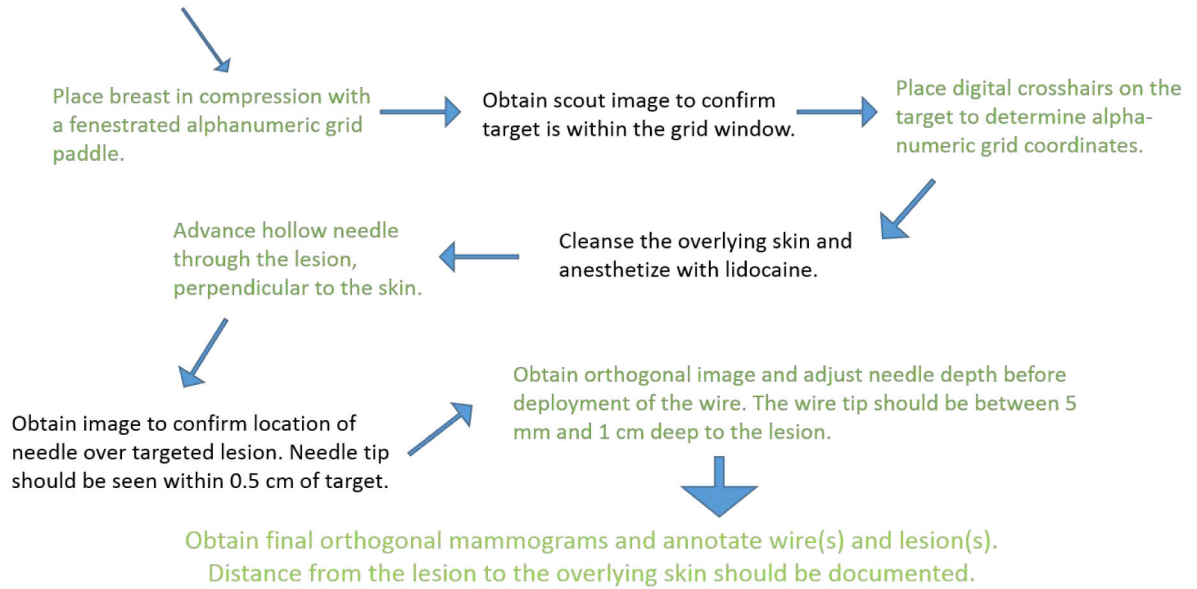 Place breast in compression with
a fenestrated alphanumeric grid
paddle.
Obtain scout image to confirm
target is within the grid window.
Place digital crosshairs on the
target to determine alpha-
numeric grid coordinates.
Cleanse the overlying skin and
anesthetize with lidocaine.
Advance hollow needle
through the lesion,
perpendicular to the skin.
Obtain image to confirm location of
needle over targeted lesion. Needle tip
should be seen within 0.5 cm of target.
Obtain orthogonal image and adjust needle depth before
deployment of the wire. The wire tip should be between 5
mm and 1 cm deep to the lesion.
Obtain final orthogonal mammograms and annotate wire(s) and lesion(s).
Distance from the lesion to the overlying skin should be documented.